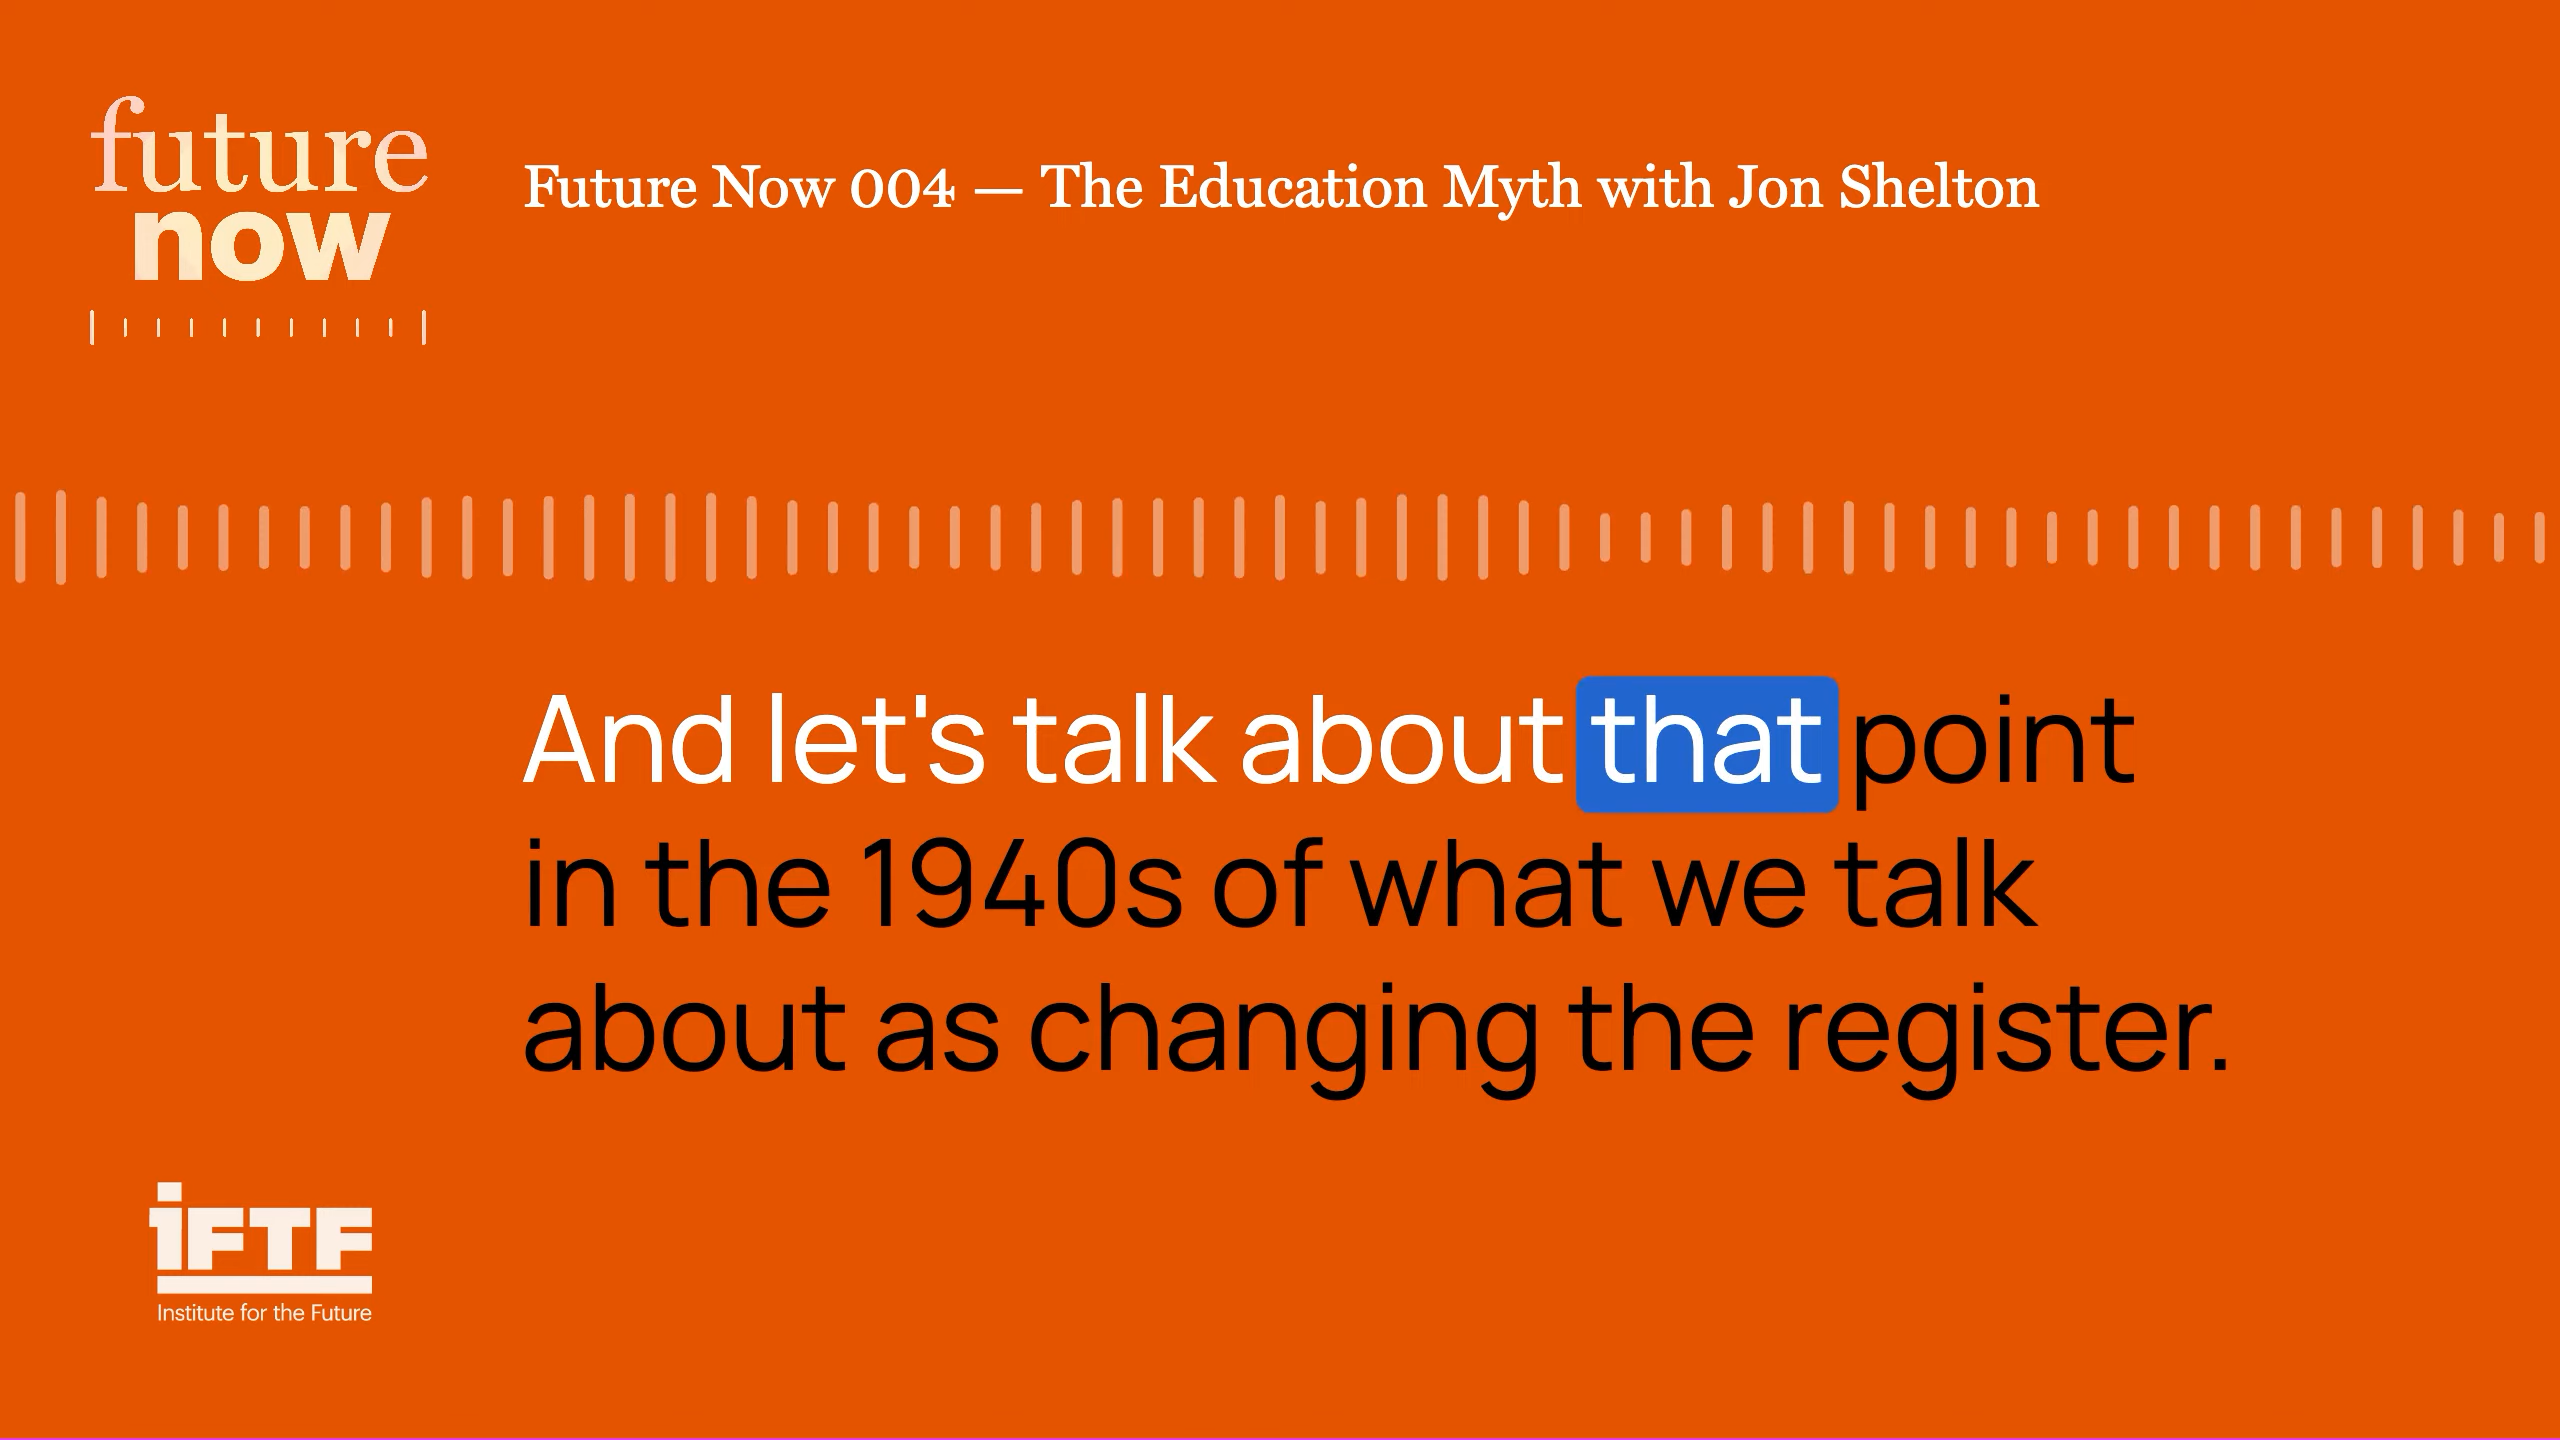 future
now
Future Now 004 — The Education Myth with Jon Shelton
And let's talk about that point
in the 1940s of what we talk
about as changing the register.
iFTF
Institute for the Future